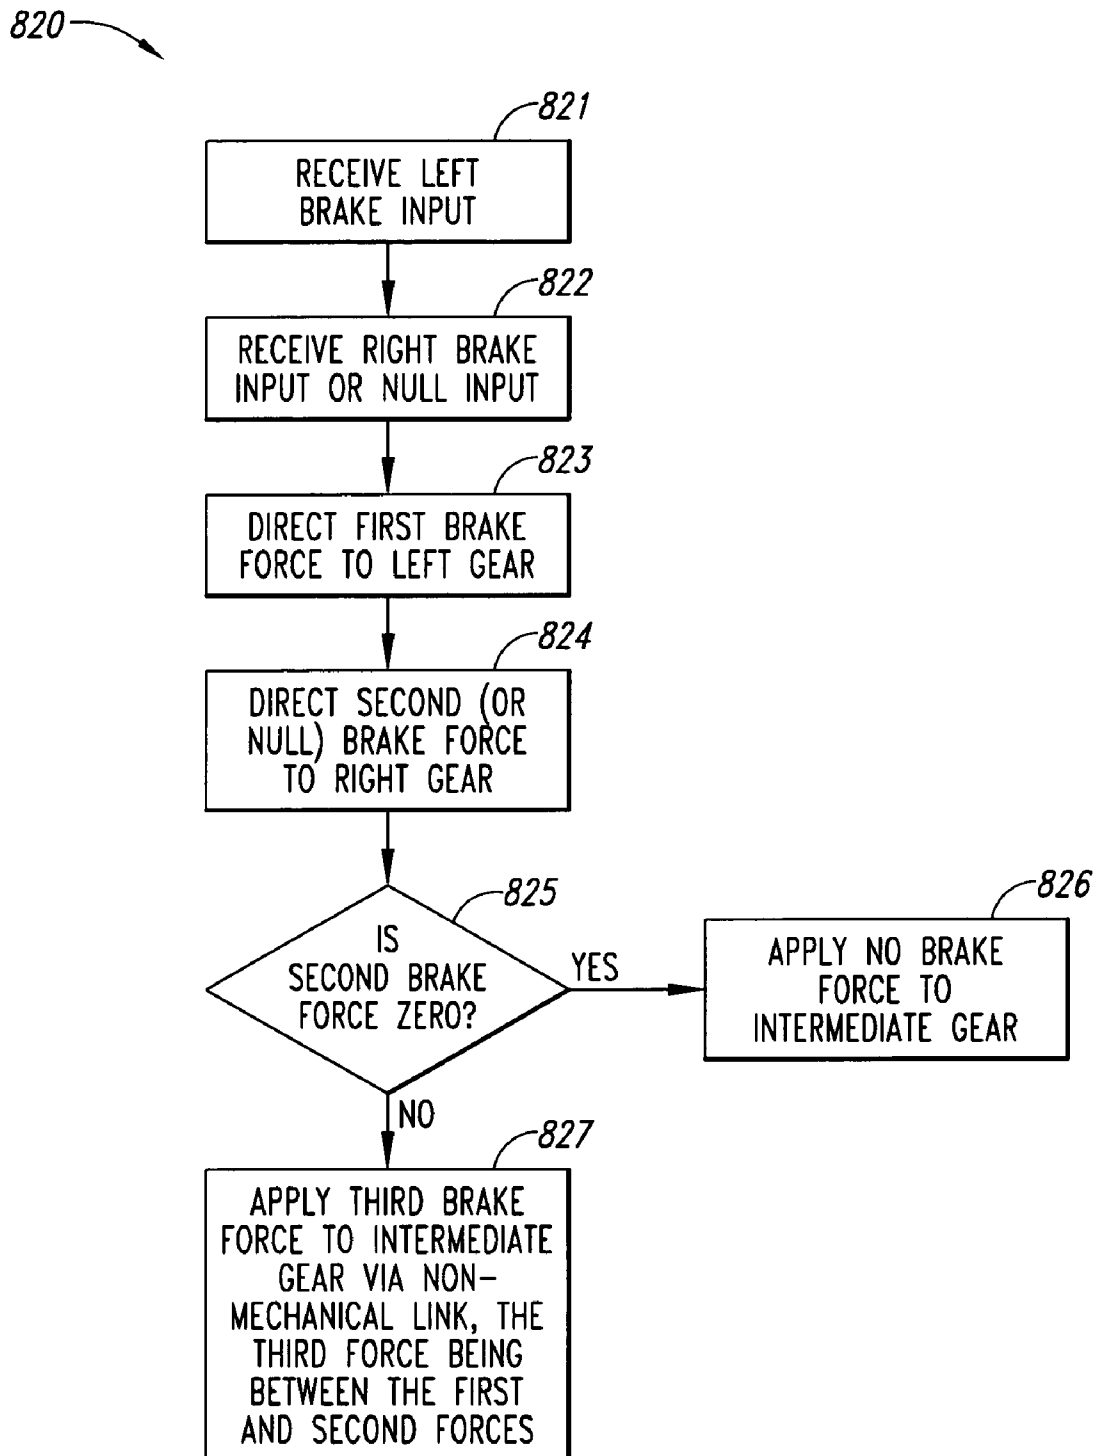 820
821
RECEIVE LEFT
BRAKE INPUT
822
RECEIVE RIGHT BRAKE
INPUT OR NULL INPUT
823
DIRECT FIRST BRAKE
FORCE TO LEFT GEAR
824
DIRECT SECOND (OR
NULL) BRAKE FORCE
TO RIGHT GEAR
825
IS
SECOND BRAKE
FORCE ZERO?
YES
826
APPLY NO BRAKE
FORCE TO
INTERMEDIATE GEAR
NO
827
APPLY THIRD BRAKE
FORCE TO INTERMEDIATE
GEAR VIA NON-
MECHANICAL LINK, THE
THIRD FORCE BEING
BETWEEN THE FIRST
AND SECOND FORCES